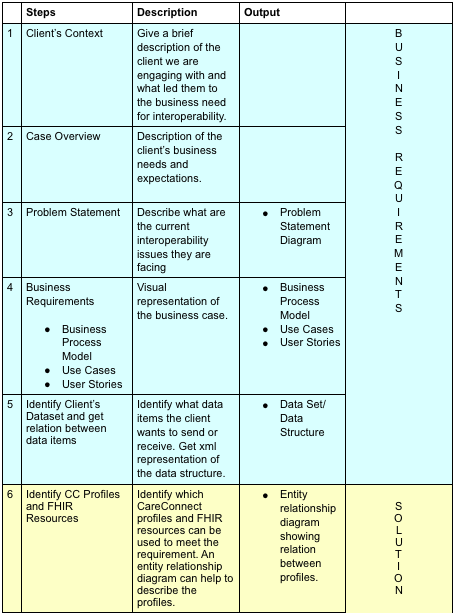 Steps Description Output
1 Client's Context
Give a brief
description of the
client we are
engaging with and
what led them to
the business need
for interoperability.
2 Case Overview
Description of the
client's business
needs and
expectations.
3 Problem Statement
Describe what are
the current
interoperability
issues they are
facing
● Problem
Statement
Diagram
4 Business
Requirements
● Business
Process
Model
● Use Cases
● User Stories
Visual
representation of
the business case.
● Business
Process
Model
● Use Cases
● User Stories
5 Identify Client's
Dataset and get
relation between
data items
Identify what data
items the client
wants to send or
receive. Get xml
representation of
the data structure.
● Data Set/
Data
Structure
B
U
S
I
N
E
S
S
R
E
Q
U
I
R
E
M
E
N
T
S
6 Identify CC Profiles
and FHIR
Resources
Identify which
CareConnect
profiles and FHIR
resources can be
used to meet the
requirement. An
entity relationship
diagram can help to
describe the
profiles.
● Entity
relationship
diagram
showing
relation
between
profiles.
S
O
L
U
T
I
O
N